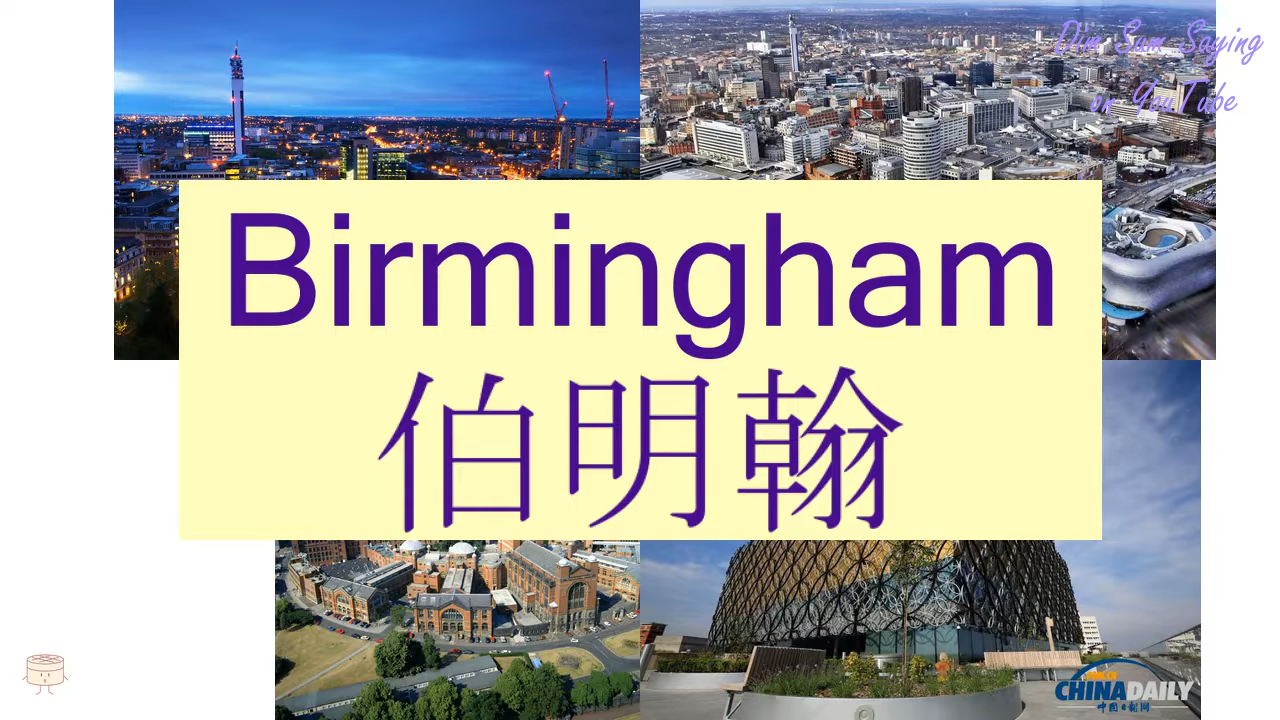 Dim Sum Saying
on YouTube
Birmingham
伯明翰
CHINADAILY
中国日报网